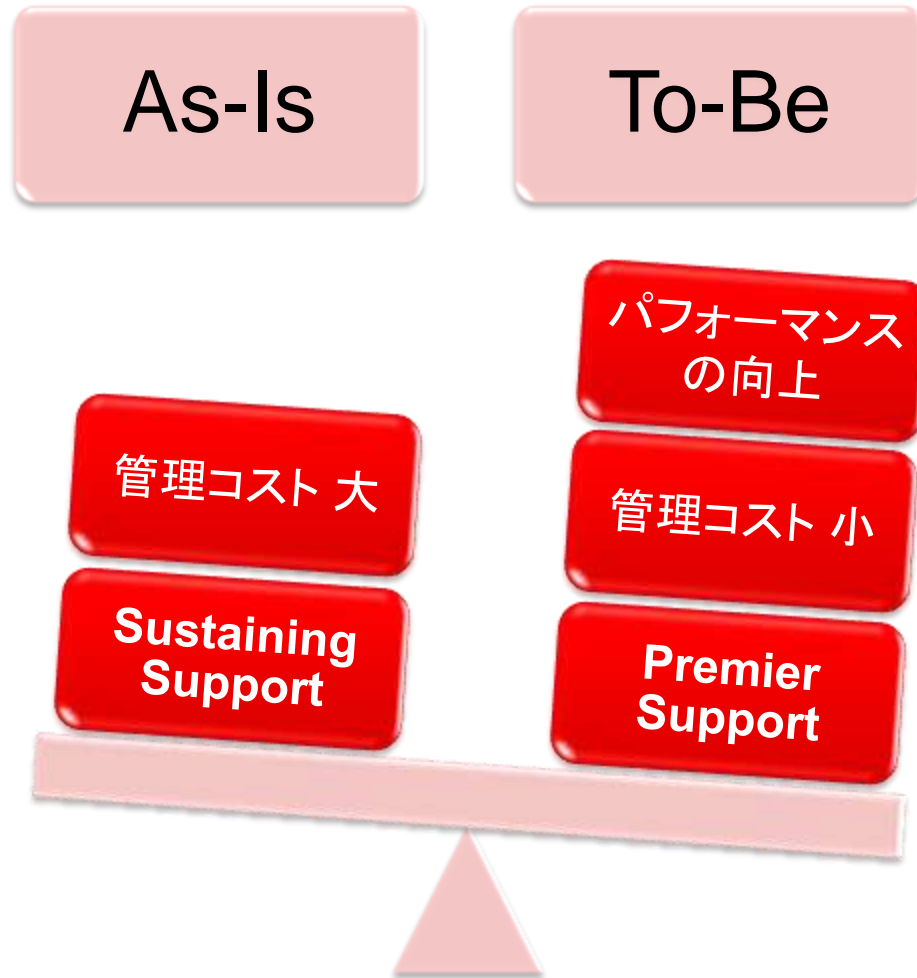 As-Is
To-Be
パフォーマンス
の向上
管理コスト 大
管理コスト 小
Sustaining
Support
Premier
Support